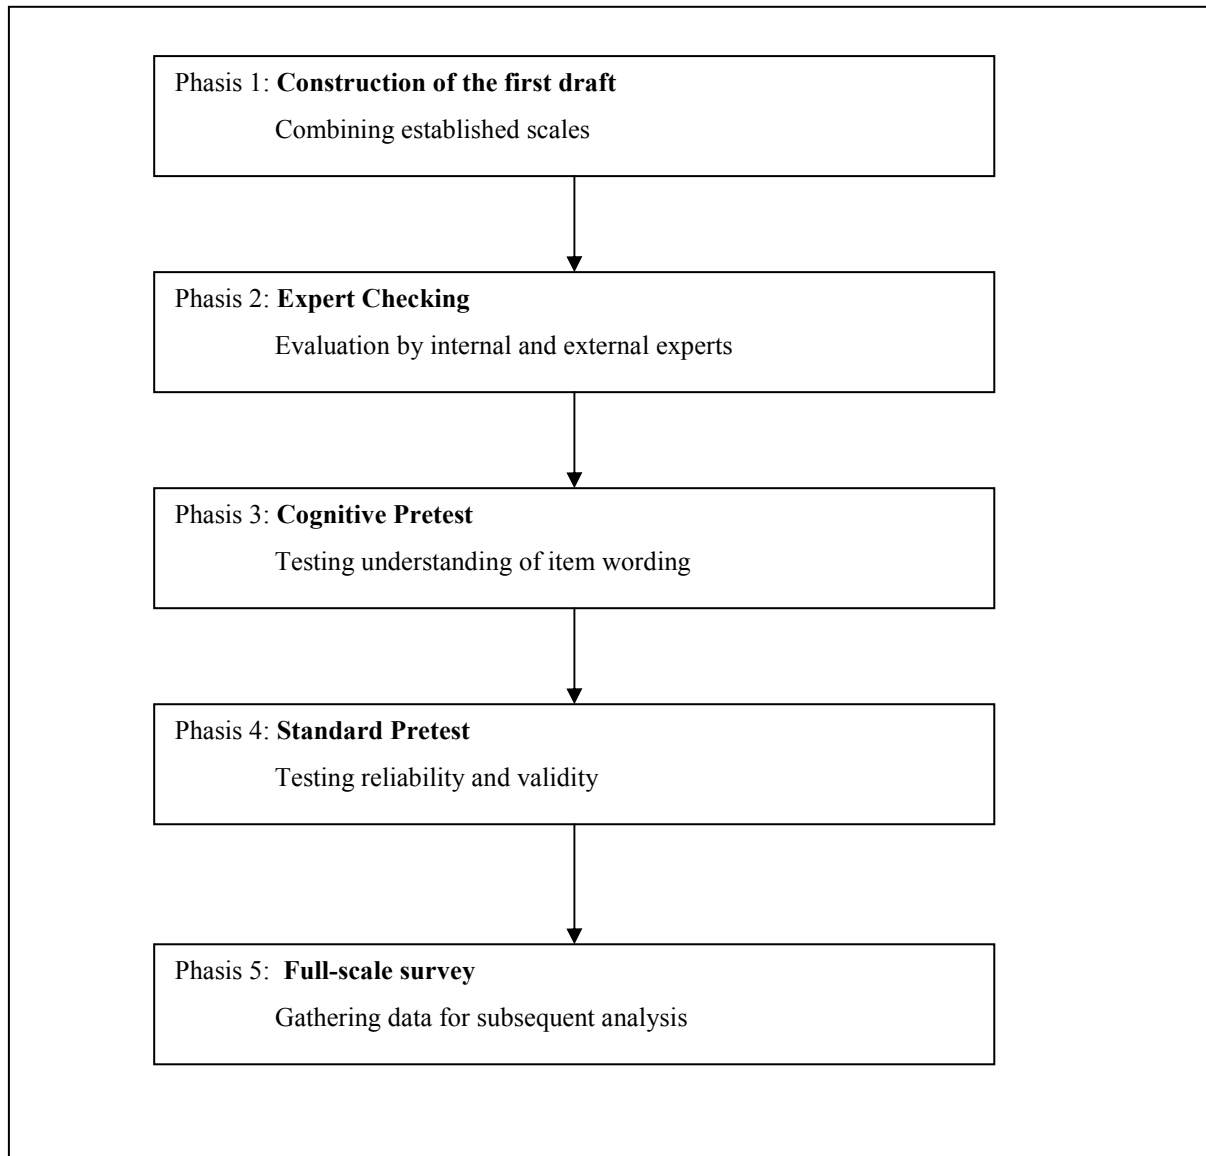 Phasis 1: Construction of the first draft
Combining established scales
Phasis 2: Expert Checking
Evaluation by internal and external experts
Phasis 3: Cognitive Pretest
Testing understanding of item wording
Phasis 4: Standard Pretest
Testing reliability and validity
Phasis 5: Full-scale survey
Gathering data for subsequent analysis